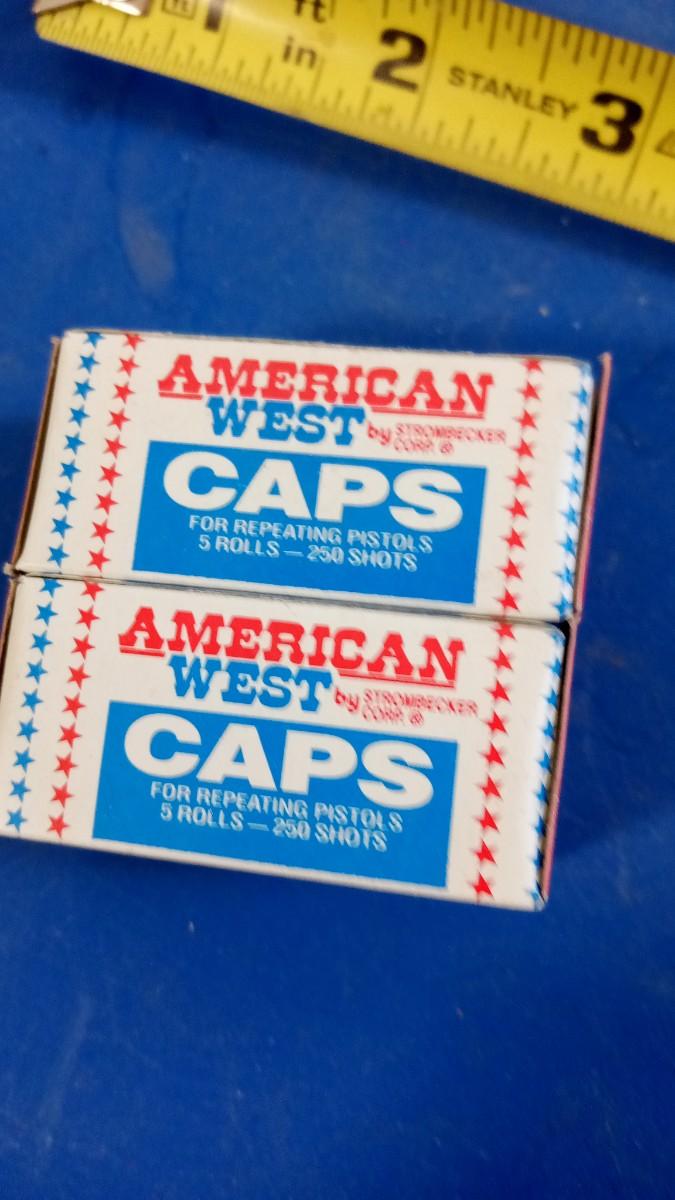 1 ft
in 2 STANLEY 3
AMERICAN
WEST by STROMBECKER
CORP. ®
CAPS
FOR REPEATING PISTOLS
5 ROLLS — 250 SHOTS
AMERICAN
WEST by STROMBECKER
CORP. ®
CAPS
FOR REPEATING PISTOLS
5 ROLLS — 250 SHOTS